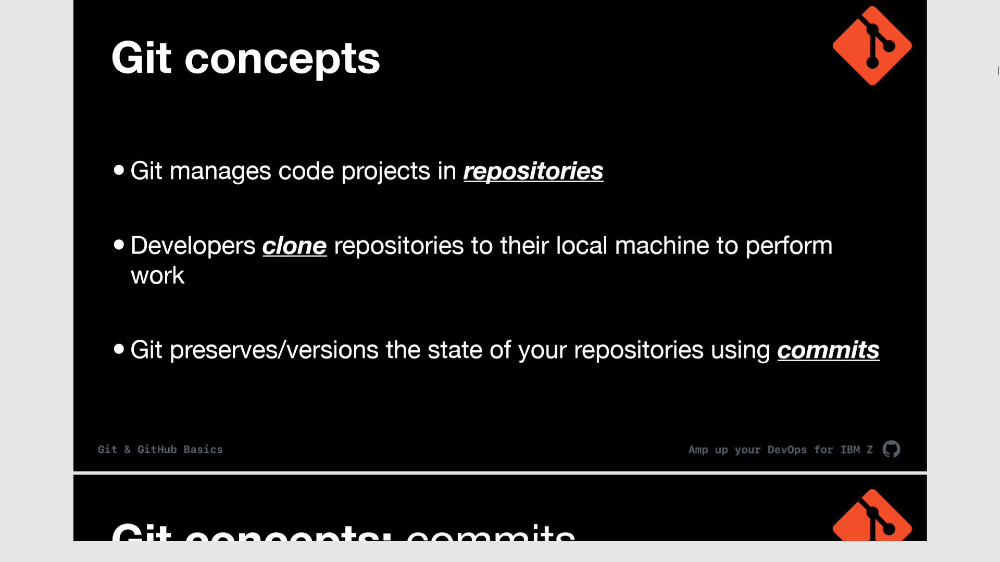 Git concepts
• Git manages code projects in repositories
• Developers clone repositories to their local machine to perform
work
• Git preserves/versions the state of your repositories using commits
Git & GitHub Basics
Amp up your DevOps for IBM Z
Git concepts: commits